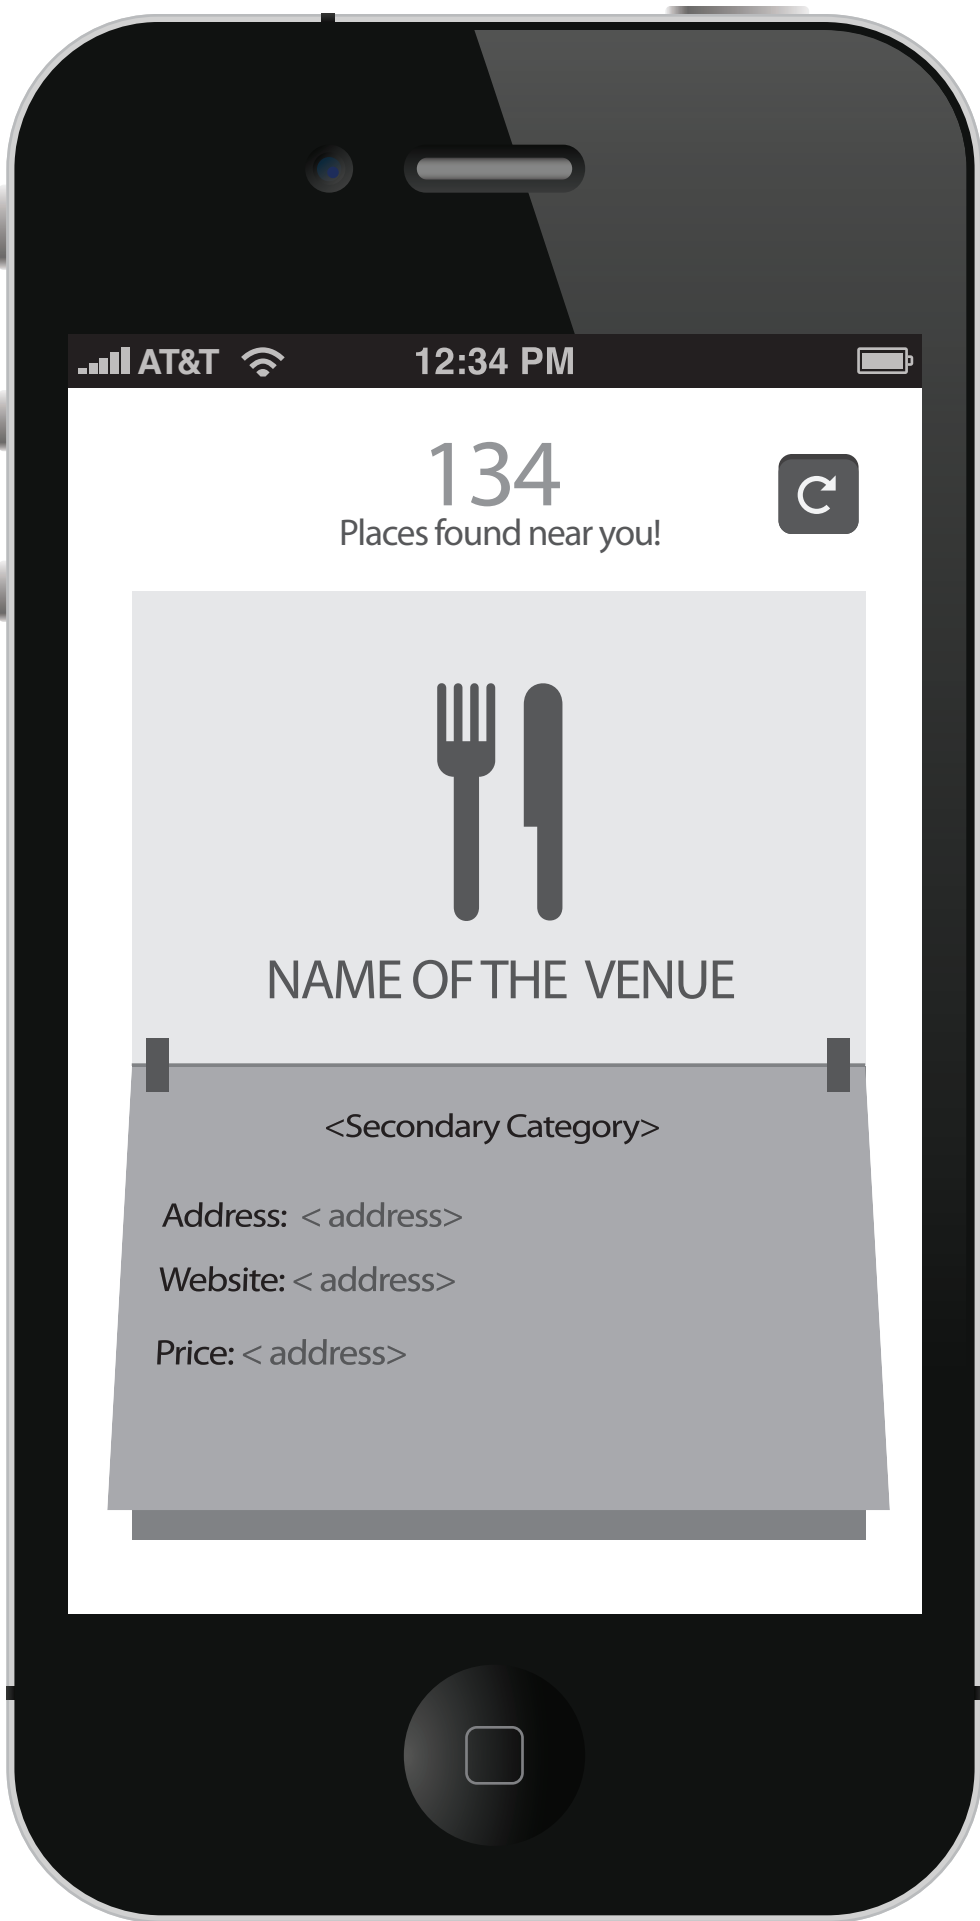 AT&T 12:34 PM
134
Places found near you!
NAME OF THE VENUE
<Secondary Category>
Address: < address>
Website: < address>
Price: < address>